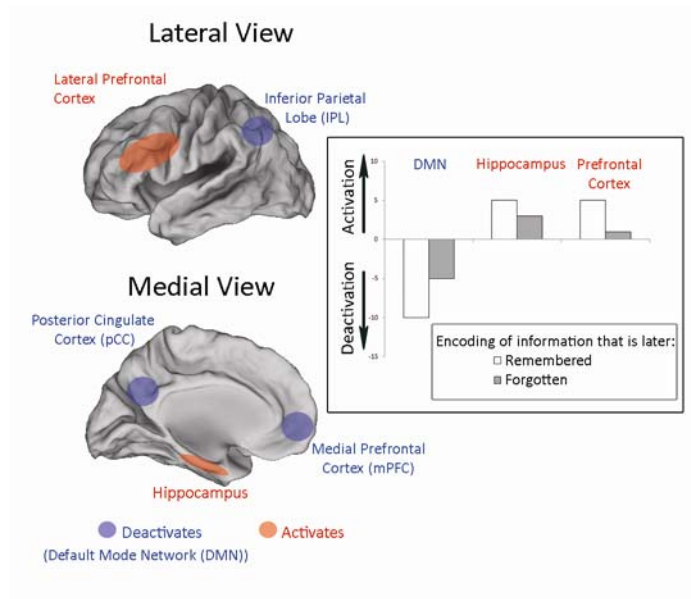 Lateral View
Lateral Prefrontal
Cortex
Inferior Parietal
Lobe (IPL)
Medial View
Posterior Cingulate
Cortex (pCC)
Medial Prefrontal
Cortex (mPFC)
Hippocampus
Deactivates
(Default Mode Network (DMN))
Activates
Activation
Deactivation
10
5
0
-5
-10
-15
DMN
Hippocampus
Prefrontal
Cortex
Encoding of information that is later:
Remembered
Forgotten